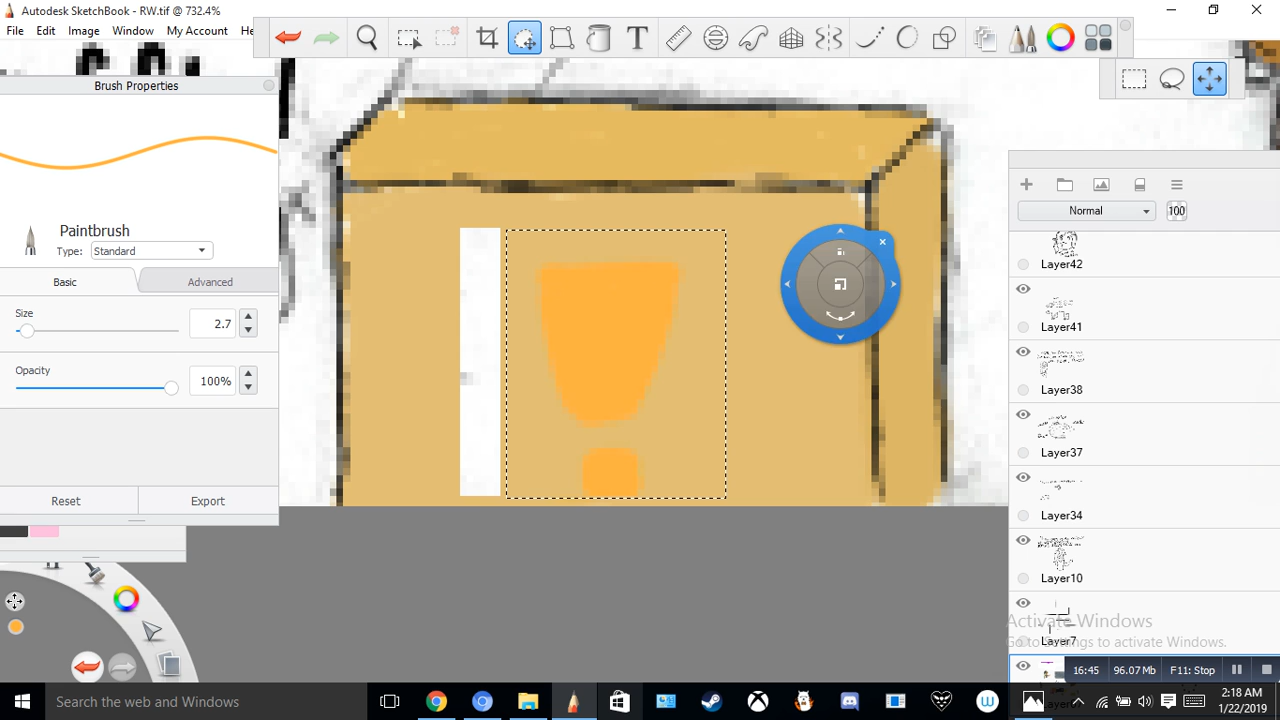 Autodesk SketchBook - RW.tif @ 732.4%
File Edit Image Window My Account He
Brush Properties
Paintbrush
Type: Standard
Basic Advanced
Size
2.7
Opacity
100%
Reset Export
Normal 100
Layer42
Layer41
Layer38
Layer37
Layer34
Layer10
Layer7
Activate Windows
Go to Settings to activate Windows.
16:45 96.07 Mb F11: Stop
Search the web and Windows
2:18 AM
1/22/2019